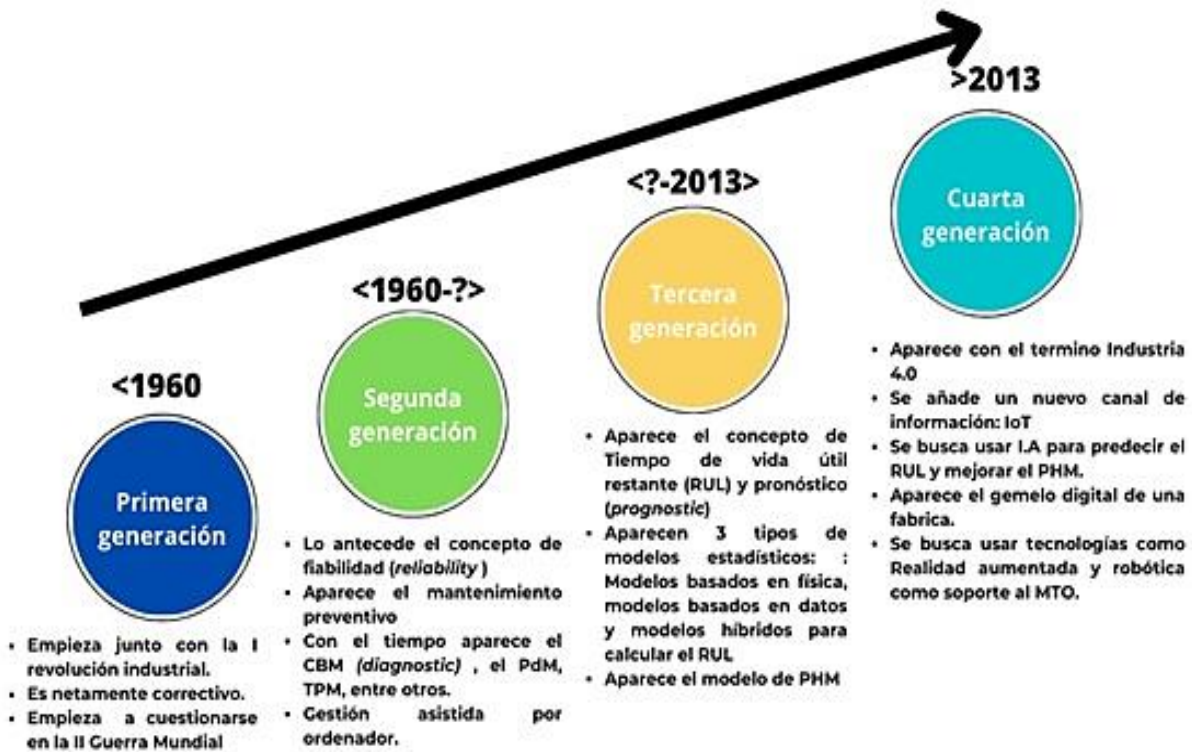 <1960
Primera
generación
• Empieza junto con la I
revolución industrial.
• Es netamente correctivo.
• Empieza a cuestionarse
en la II Guerra Mundial
<1960-?>
Segunda
generación
• Lo antecede el concepto de
fiabilidad (reliability )
• Aparece el mantenimiento
preventivo
• Con el tiempo aparece el
CBM (diagnostic) , el PdM,
TPM, entre otros.
• Gestión asistida por
ordenador.
<?-2013>
Tercera
generación
• Aparece el concepto de
Tiempo de vida útil
restante (RUL) y pronóstico
(prognostic)
• Aparecen 3 tipos de
modelos estadísticos: :
Modelos basados en física,
modelos basados en datos
y modelos híbridos para
calcular el RUL
• Aparece el modelo de PHM
>2013
Cuarta
generación
• Aparece con el termino Industria
4.0
• Se añade un nuevo canal de
información: IoT
• Se busca usar I.A para predecir el
RUL y mejorar el PHM.
• Aparece el gemelo digital de una
fabrica.
• Se busca usar tecnologías como
Realidad aumentada y robótica
como soporte al MTO.